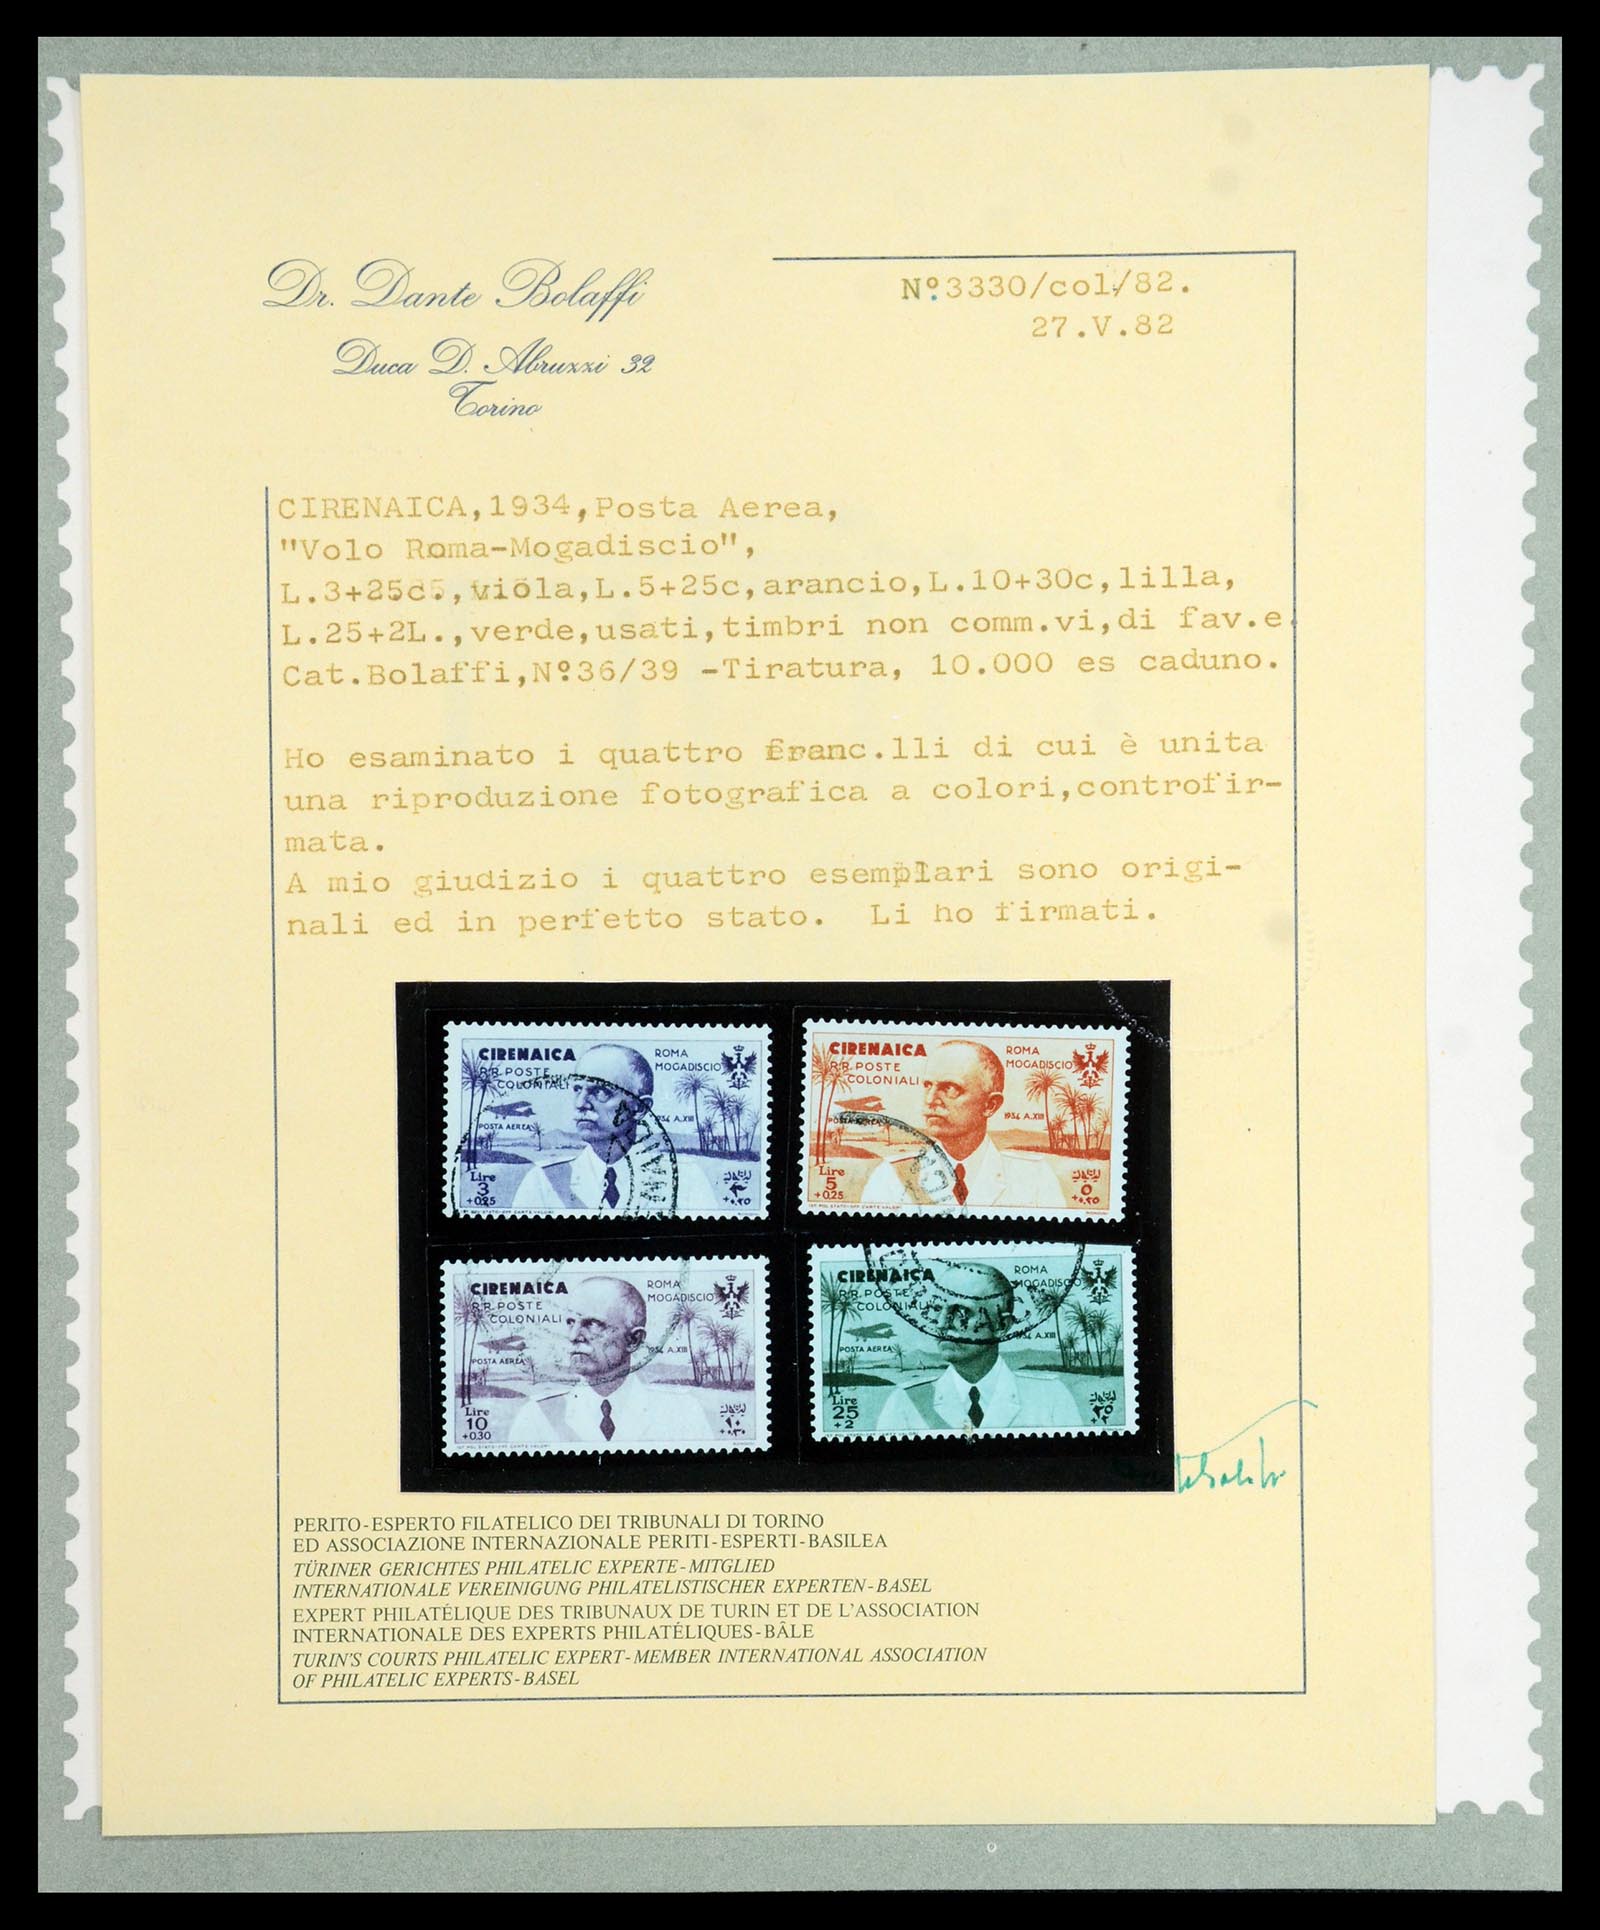 Dr. Dante Bolaffi
Duca D. Abruzzi 32
Torino
Nº.3330/col/82.
27.V.82
CIRENAICA,1934,Posta Aerea,
"Volo Roma-Mogadiscio",
L.3+25c.,viola,L.5+25c,arancio,L.10+30c,lilla,
L.25+2L.,verde,usati,timbri non comm.vi,di fav.e.
Cat.Bolaffi,Nº.36/39 -Tiratura, 10.000 es caduno.
Ho esaminato i quattro franc.lli di cui è unita
una riproduzione fotografica a colori,controfir-
mata.
A mio giudizio i quattro esemplari sono origi-
nali ed in perfetto stato. Li ho firmati.
CIRENAICA
R.R. POSTE
COLONIALI
ROMA
MOGADISCIO
1934 A.XIII
POSTA AEREA
Lire
3
+0.25
CIRENAICA
R.R. POSTE
COLONIALI
ROMA
MOGADISCIO
1934 A.XIII
POSTA AEREA
Lire
5
+0.25
CIRENAICA
R.R. POSTE
COLONIALI
ROMA
MOGADISCIO
1934 A.XIII
POSTA AEREA
Lire
10
+0.30
CIRENAICA
R.R. POSTE
COLONIALI
ROMA
MOGADISCIO
1934 A.XIII
POSTA AEREA
Lire
25
+2
PERITO-ESPERTO FILATELICO DEI TRIBUNALI DI TORINO
ED ASSOCIAZIONE INTERNAZIONALE PERITI-ESPERTI-BASILEA
TÜRINER GERICHTES PHILATELIC EXPERTE-MITGLIED
INTERNATIONALE VEREINIGUNG PHILATELISTISCHER EXPERTEN-BASEL
EXPERT PHILATÉLIQUE DES TRIBUNAUX DE TURIN ET DE L'ASSOCIATION
INTERNATIONALE DES EXPERTS PHILATÉLIQUES-BÂLE
TURIN'S COURTS PHILATELIC EXPERT-MEMBER INTERNATIONAL ASSOCIATION
OF PHILATELIC EXPERTS-BASEL